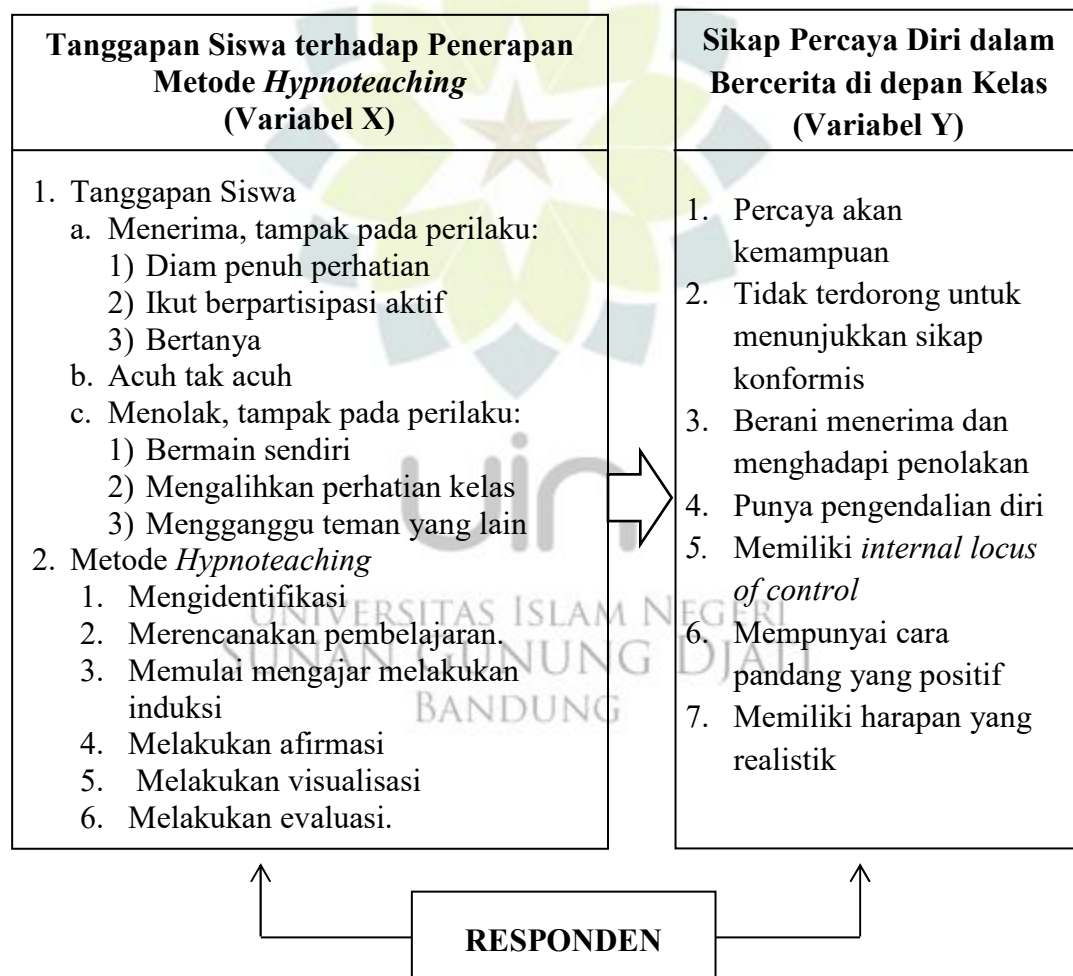 Tanggapan Siswa terhadap Penerapan
Metode Hypnoteaching
(Variabel X)
1. Tanggapan Siswa
a. Menerima, tampak pada perilaku:
1) Diam penuh perhatian
2) Ikut berpartisipasi aktif
3) Bertanya
b. Acuh tak acuh
c. Menolak, tampak pada perilaku:
1) Bermain sendiri
2) Mengalihkan perhatian kelas
3) Mengganggu teman yang lain
2. Metode Hypnoteaching
1. Mengidentifikasi
2. Merencanakan pembelajaran.
3. Memulai mengajar melakukan
induksi
4. Melakukan afirmasi
5. Melakukan visualisasi
6. Melakukan evaluasi.
Sikap Percaya Diri dalam
Bercerita di depan Kelas
(Variabel Y)
1. Percaya akan
kemampuan
2. Tidak terdorong untuk
menunjukkan sikap
konformis
3. Berani menerima dan
menghadapi penolakan
4. Punya pengendalian diri
5. Memiliki internal locus
of control
6. Mempunyai cara
pandang yang positif
7. Memiliki harapan yang
realistik
RESPONDEN
uin
UNIVERSITAS ISLAM NEGERI
SUNAN GUNUNG DJATI
BANDUNG